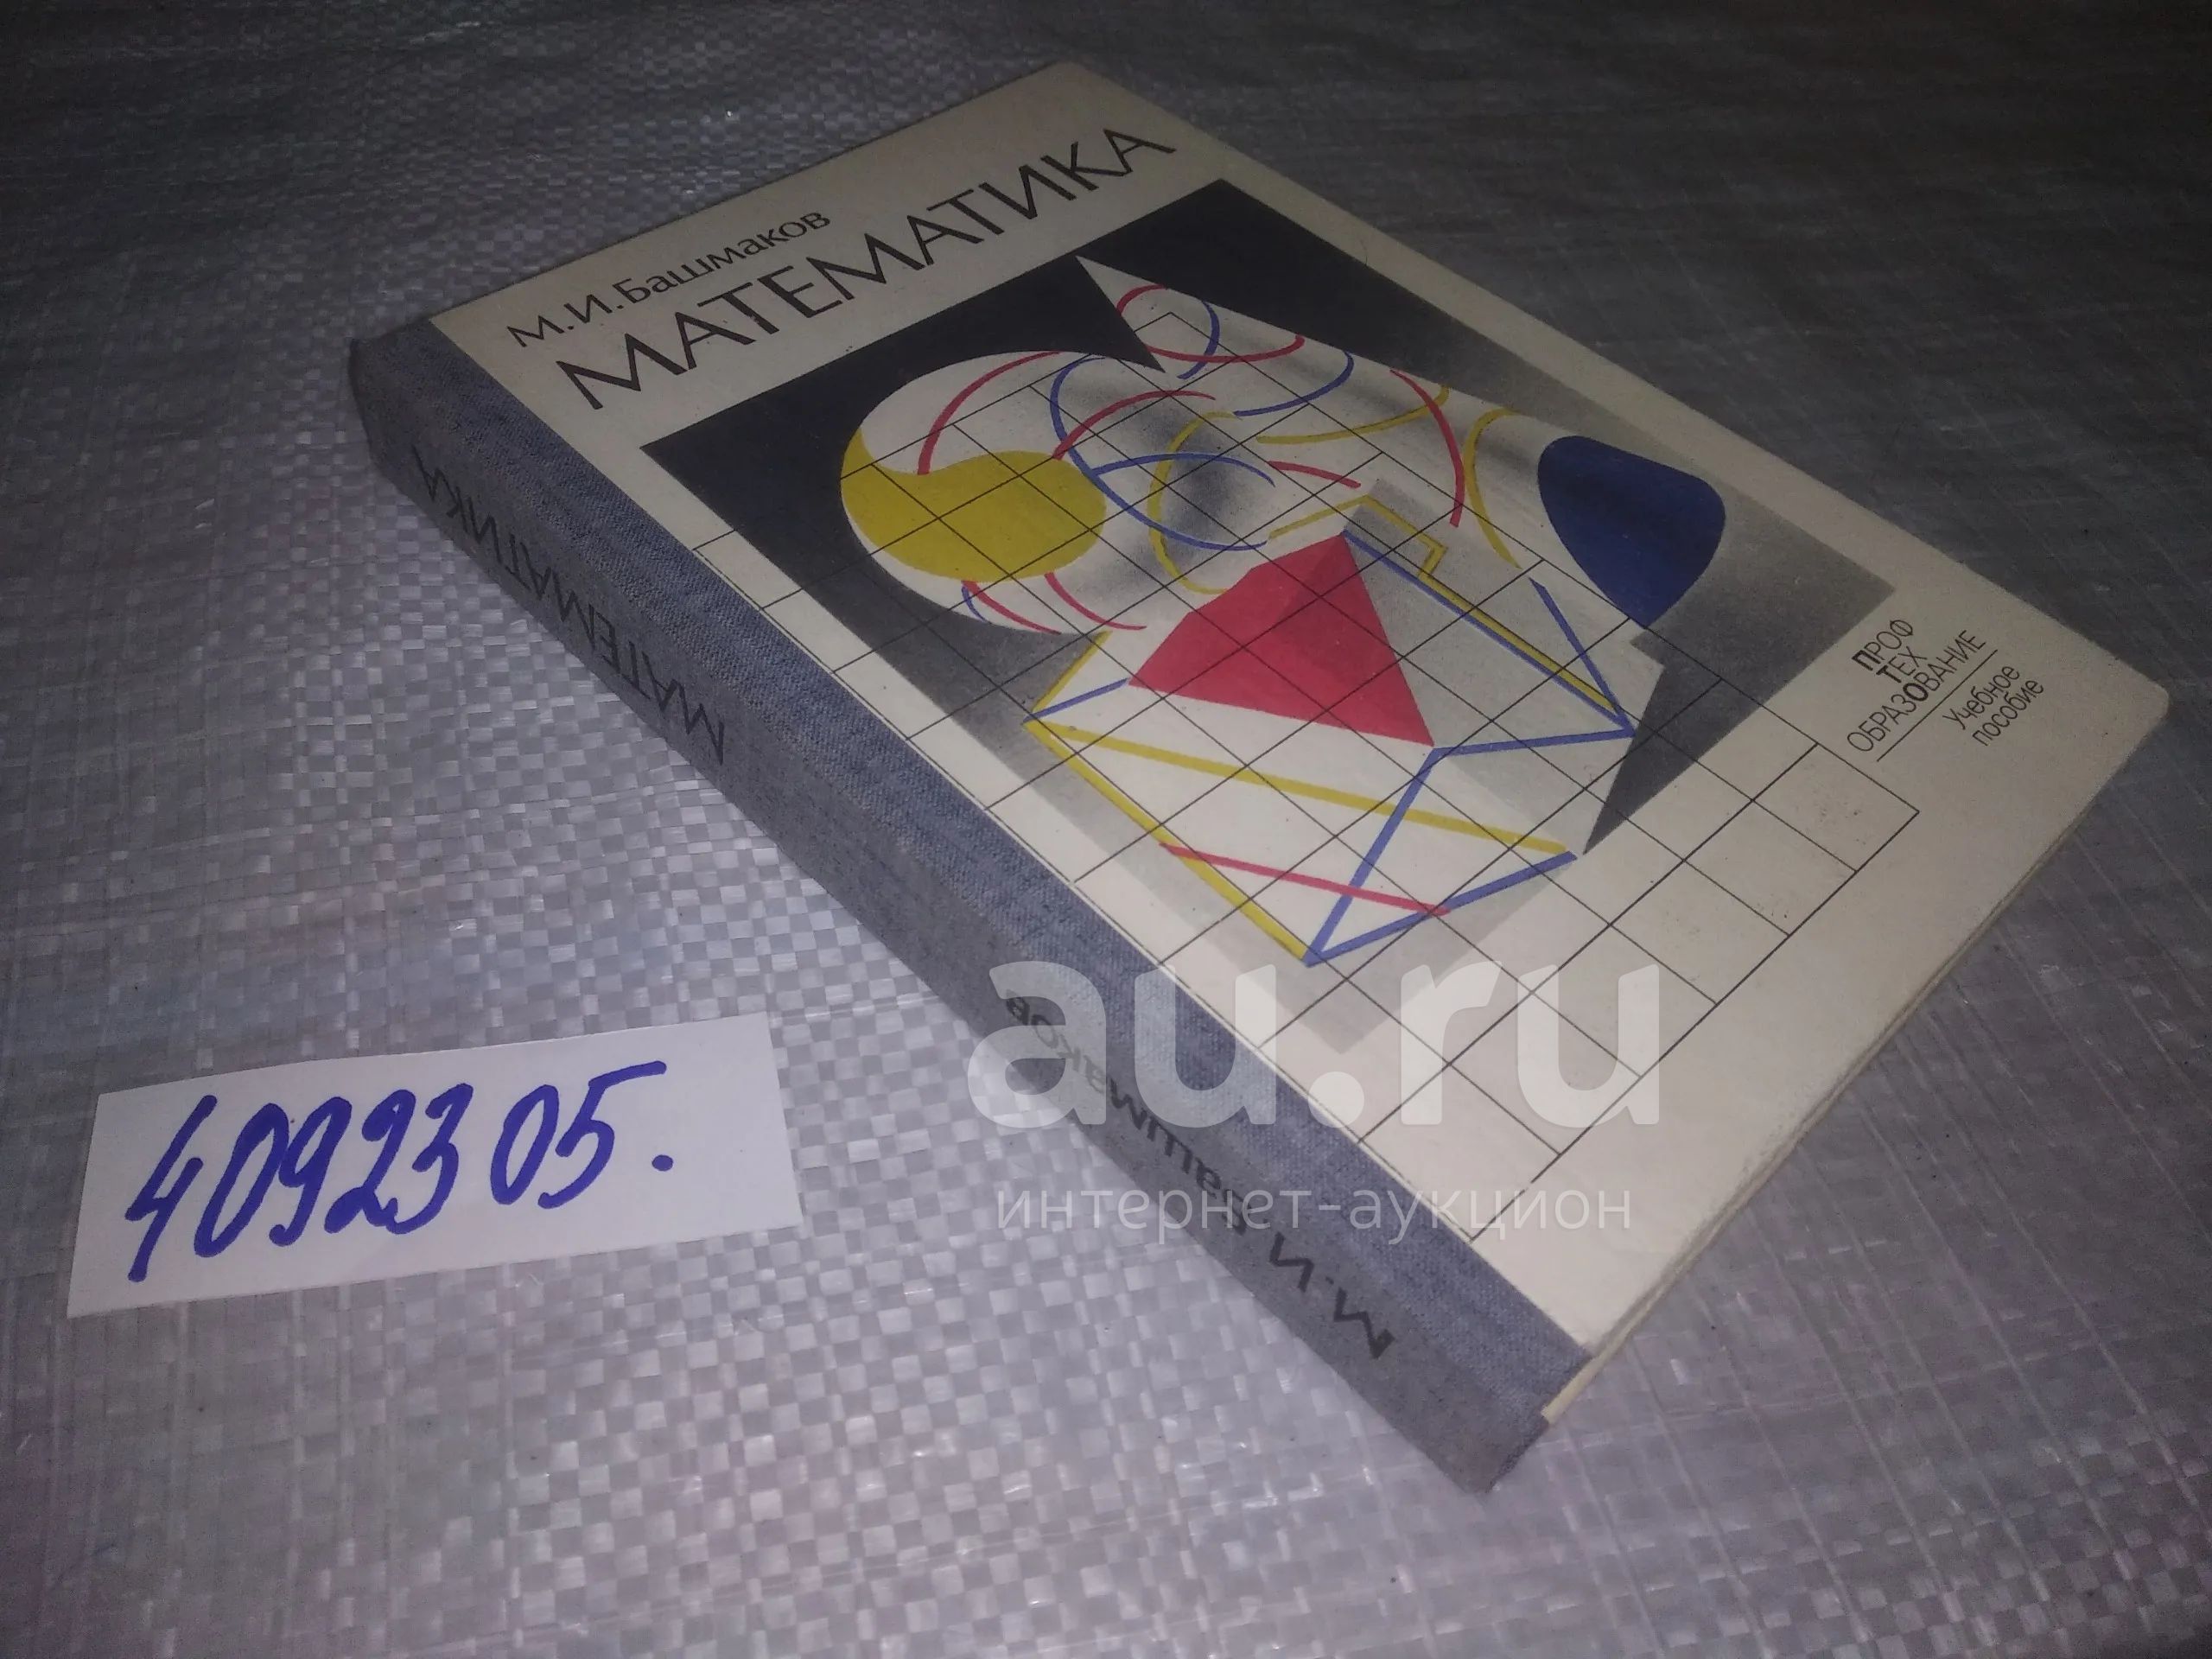 М.И.Башмаков
МАТЕМАТИКА
ПРОФ
ТЕХ
ОБРАЗОВАНИЕ
Учебное
пособие
МАТЕМАТИКА
М.И.Башмаков
4092305.
au.ru
интернет-аукцион